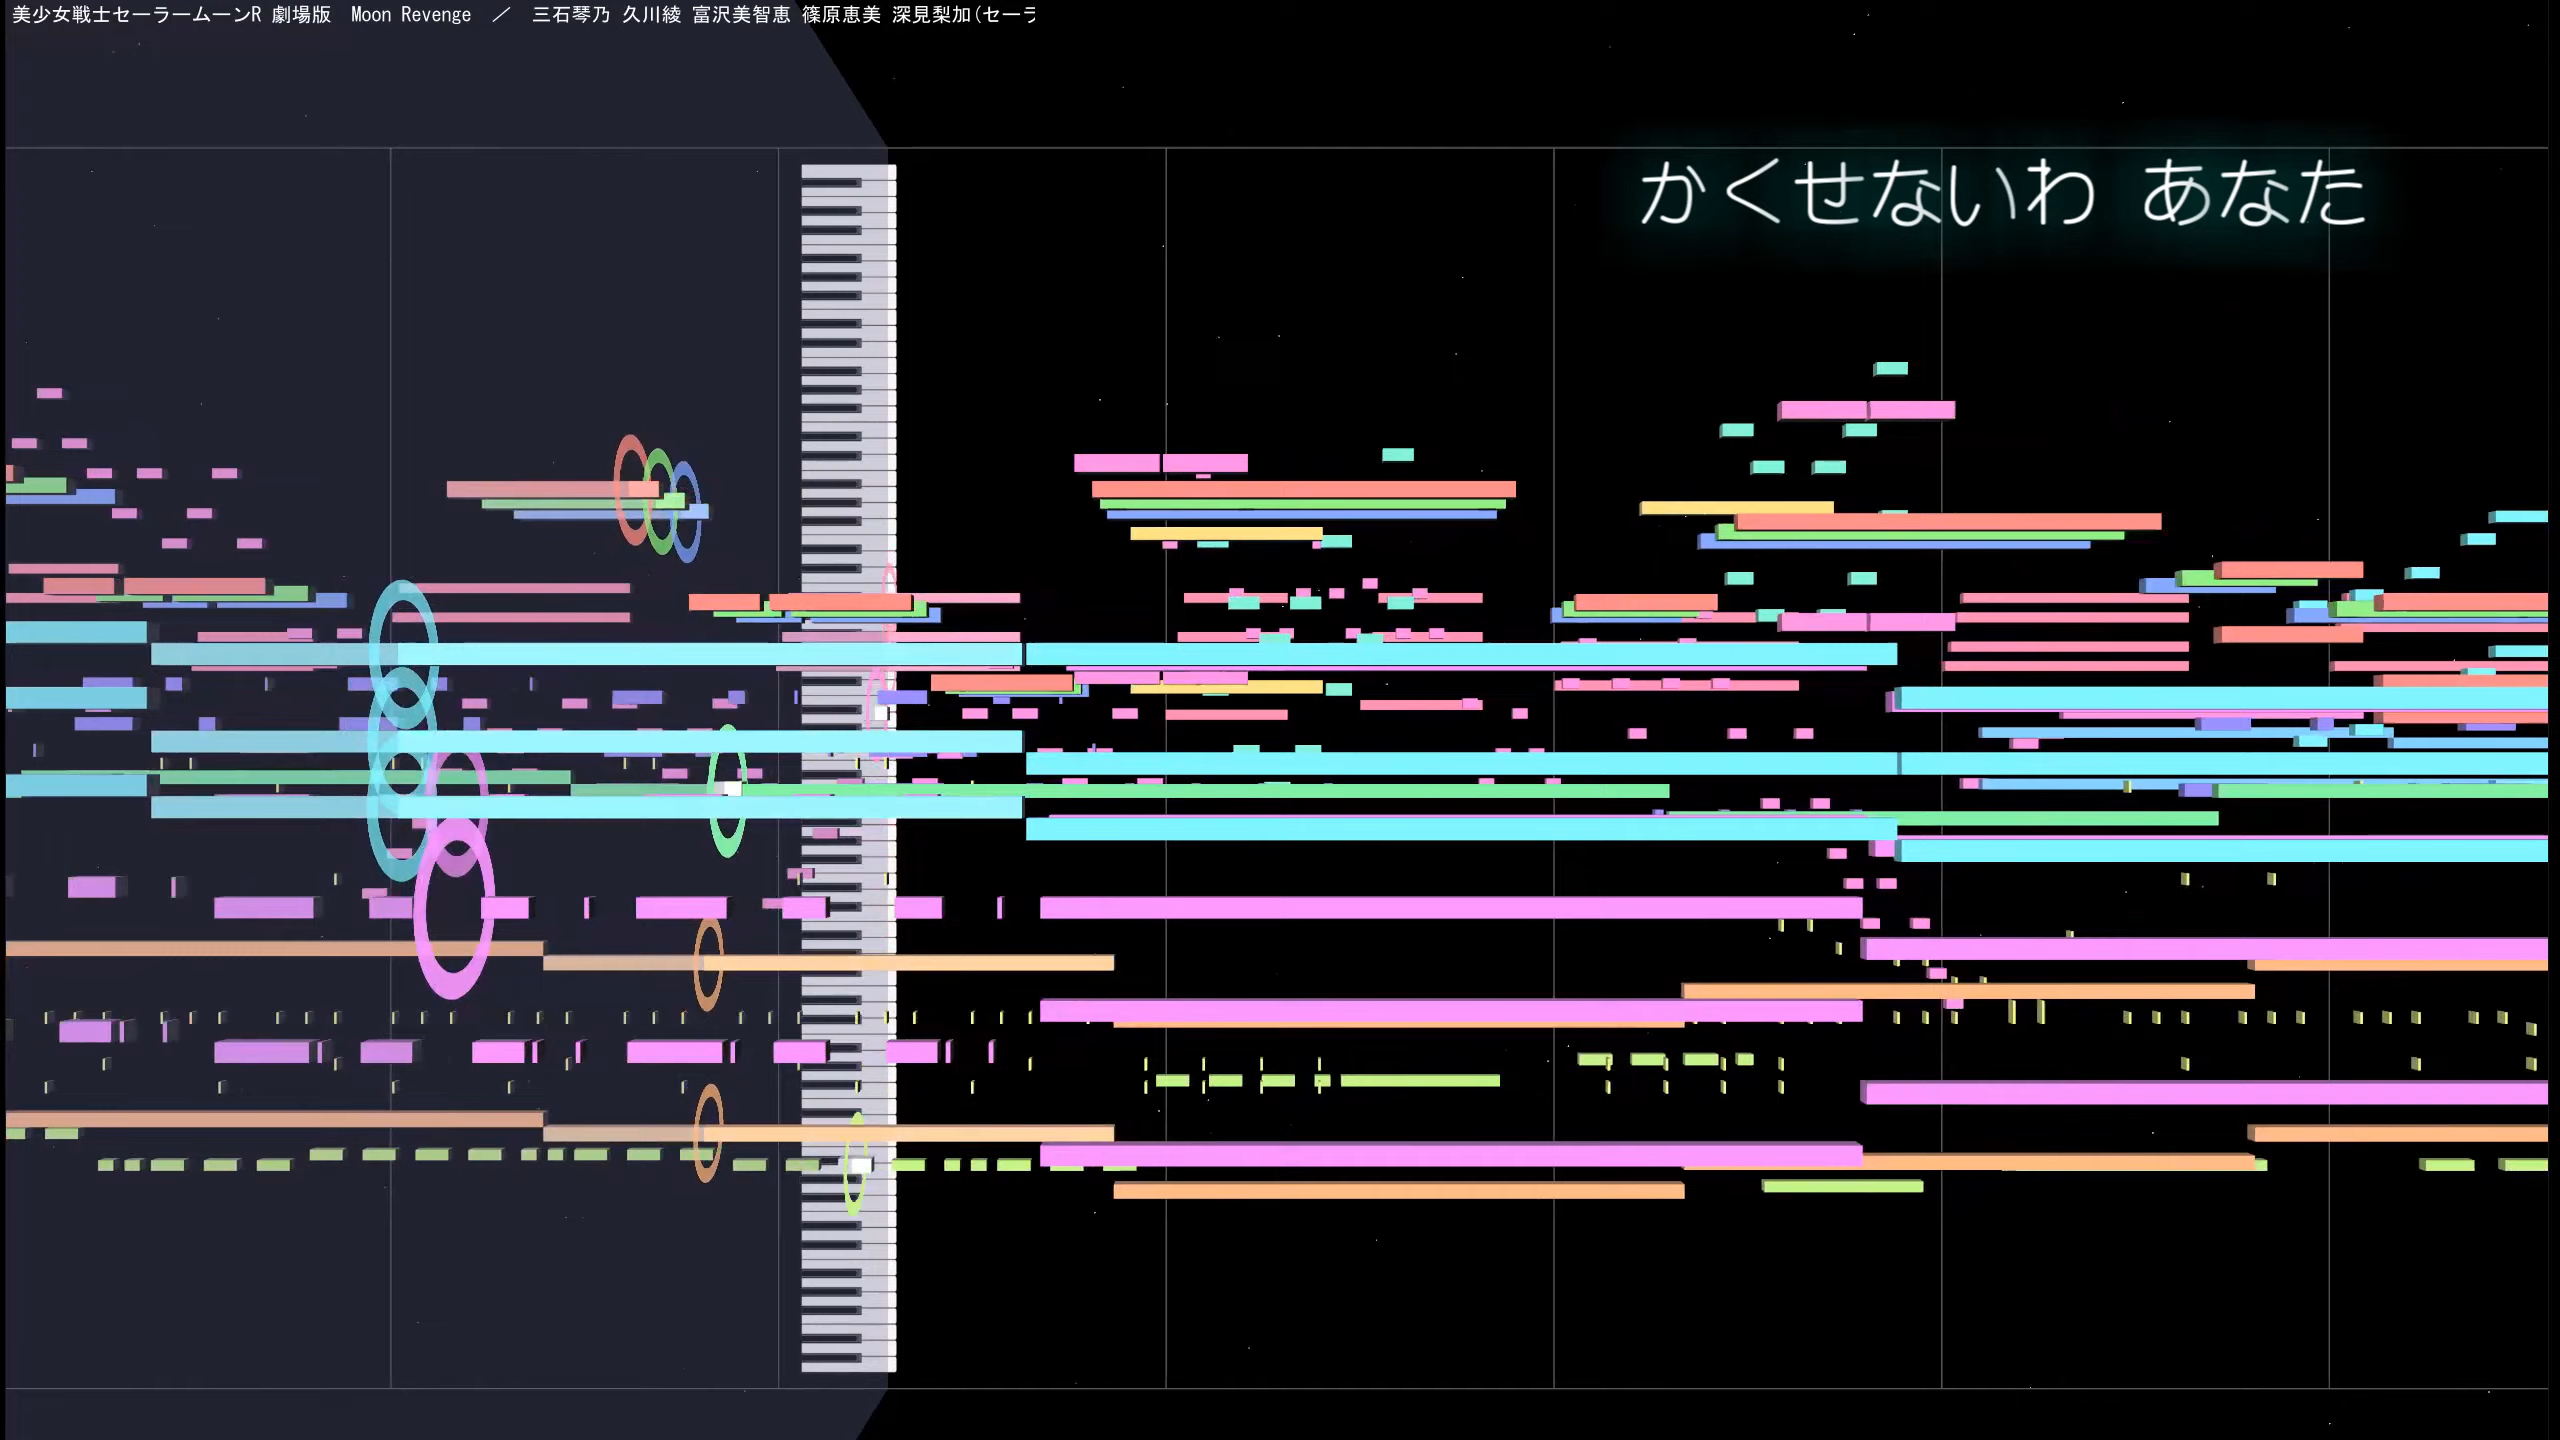 美少女戦士セーラームーンR 劇場版　Moon Revenge　／　三石琴乃 久川綾 富沢美智恵 篠原恵美 深見梨加(セーラ
かくせないわ あなた